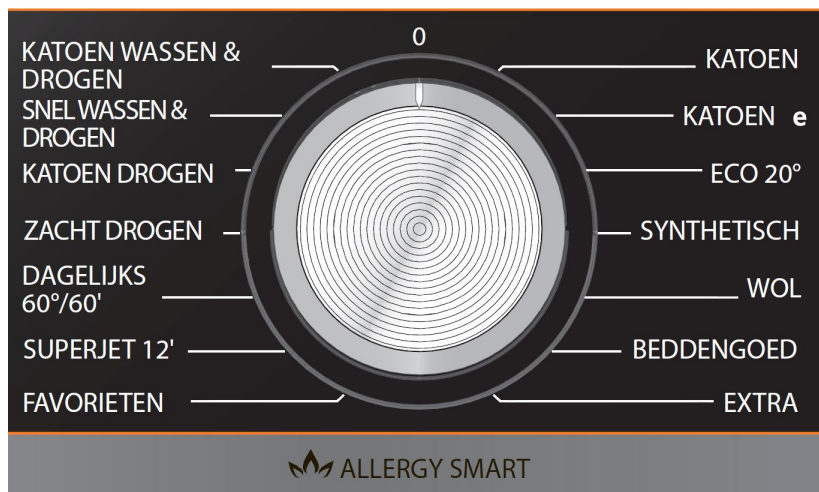 0
KATOEN WASSEN &
DROGEN
SNEL WASSEN &
DROGEN
KATOEN DROGEN
ZACHT DROGEN
DAGELIJKS
60°/60'
SUPERJET 12'
FAVORIETEN
KATOEN
KATOEN e
ECO 20°
SYNTHETISCH
WOL
BEDDENGOED
EXTRA
ALLERGY SMART